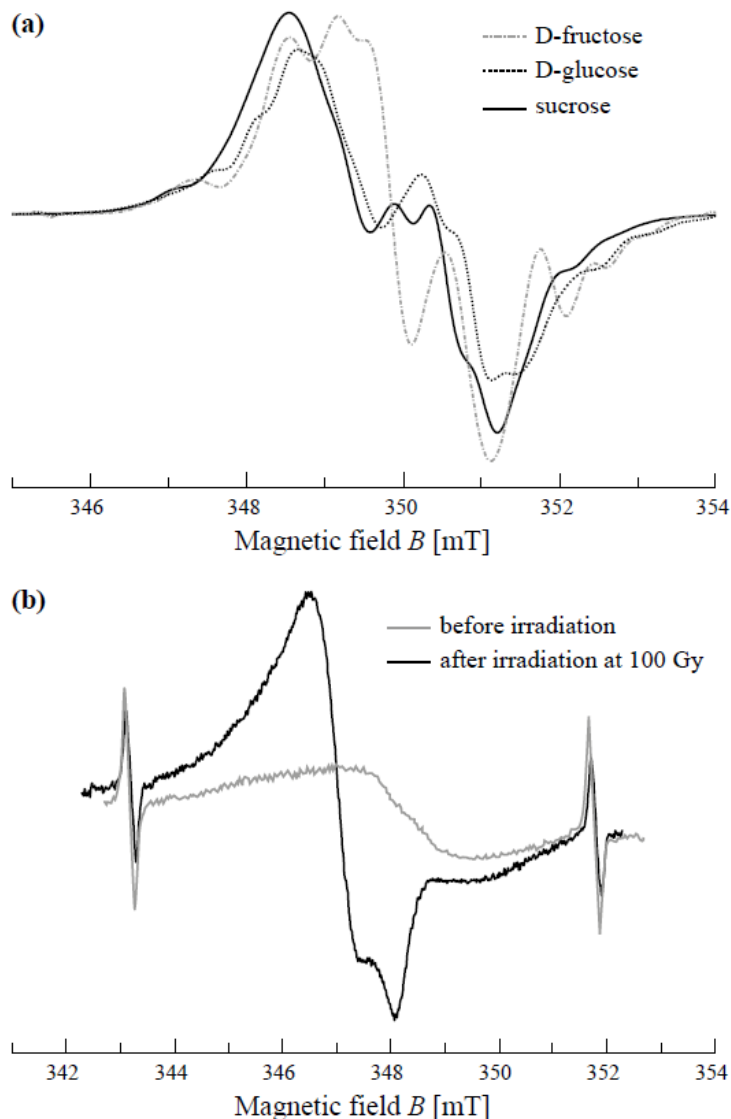 (a)
D-fructose
D-glucose
sucrose
346 348 350 352 354
Magnetic field B [mT]
(b)
before irradiation
after irradiation at 100 Gy
342 344 346 348 350 352 354
Magnetic field B [mT]